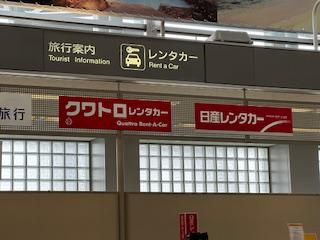 旅行案内
Tourist Information
レンタカー
Rent a Car
旅行
クワトロレンタカー
Quattro Rent-A-Car
日産レンタカー